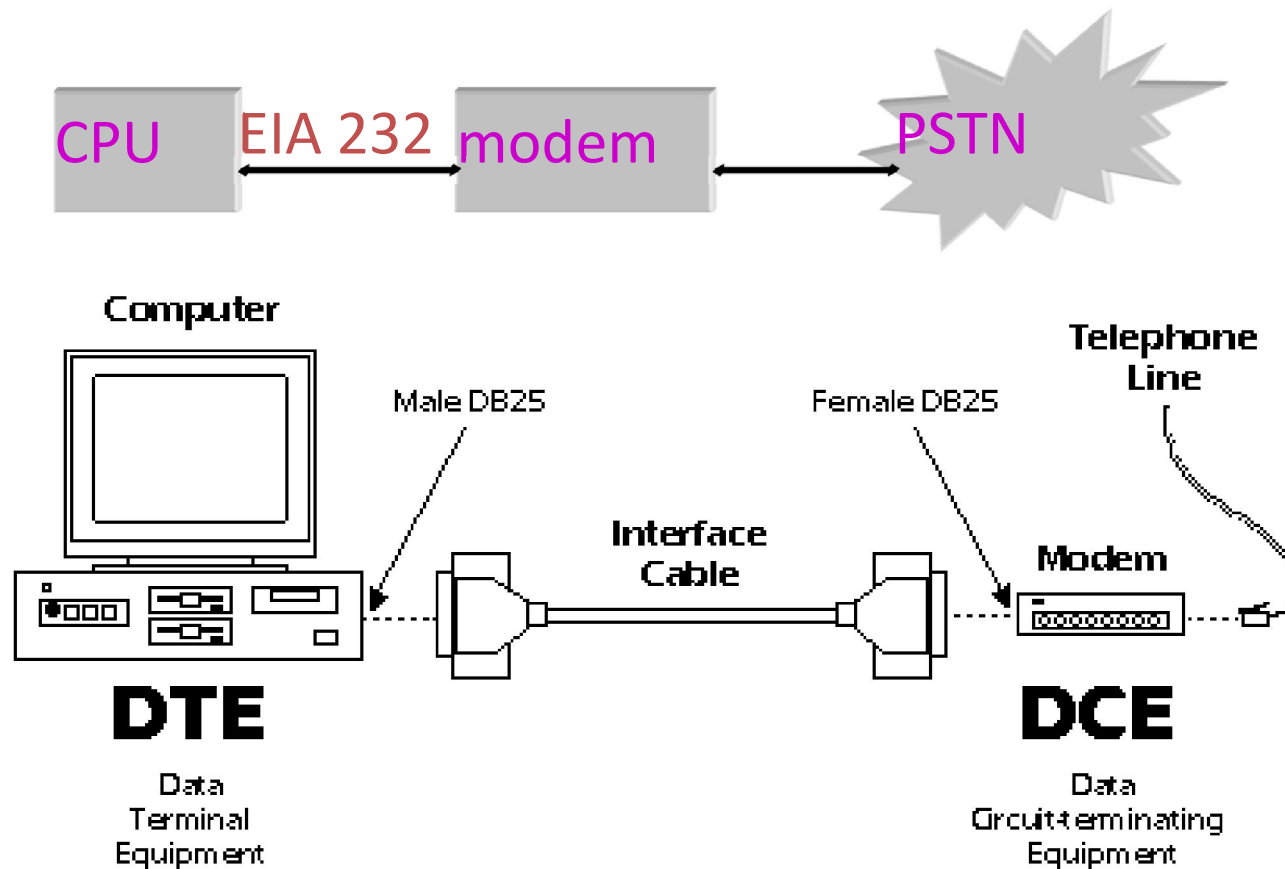 CPU
EIA 232
modem
PSTN
Computer
Telephone
Line
Male DB25
Female DB25
Interface
Cable
Modem
DTE
DCE
Data
Terminal
Equipment
Data
Circuit-terminating
Equipment